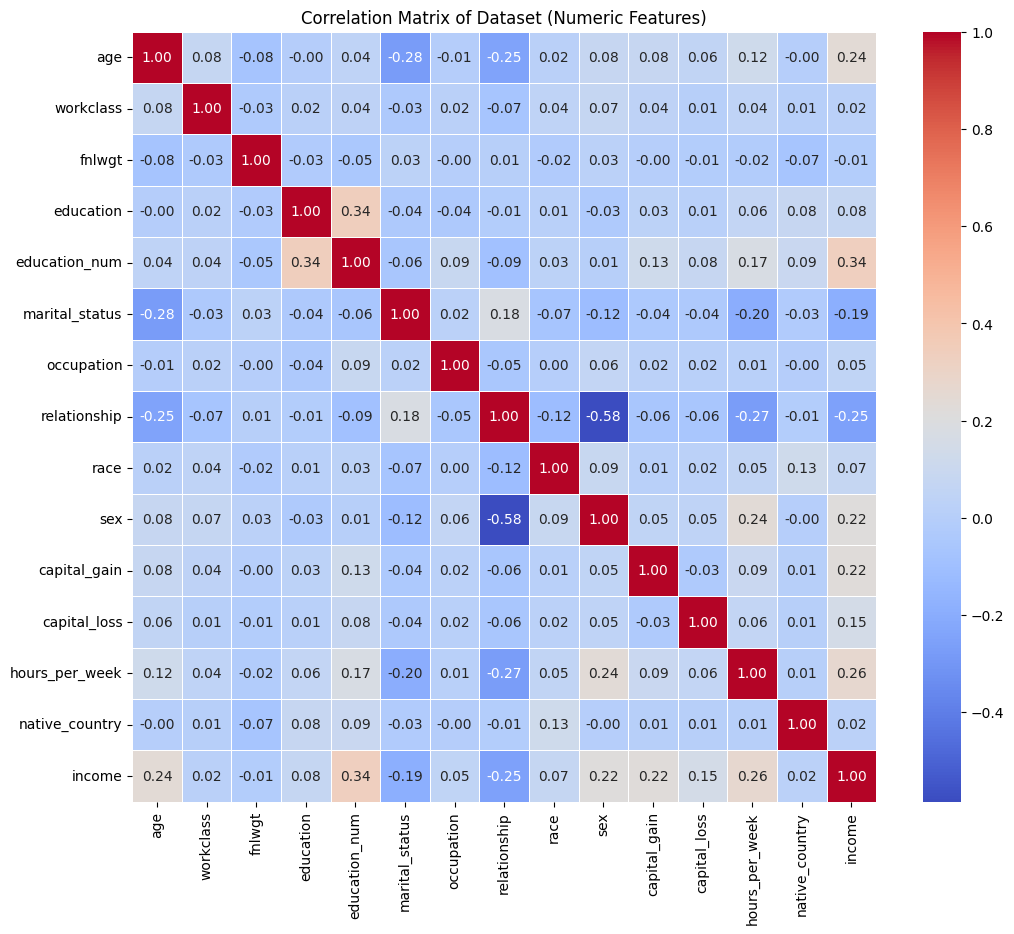 Correlation Matrix of Dataset (Numeric Features)
age 1.00 0.08 -0.08 -0.00 0.04 -0.28 -0.01 -0.25 0.02 0.08 0.08 0.06 0.12 -0.00 0.24
workclass 0.08 1.00 -0.03 0.02 0.04 -0.03 0.02 -0.07 0.04 0.07 0.04 0.01 0.04 0.01 0.02
fnlwgt -0.08 -0.03 1.00 -0.03 -0.05 0.03 -0.00 0.01 -0.02 0.03 -0.00 -0.01 -0.02 -0.07 -0.01
education -0.00 0.02 -0.03 1.00 0.34 -0.04 -0.04 -0.01 0.01 -0.03 0.03 0.01 0.06 0.08 0.08
education_num 0.04 0.04 -0.05 0.34 1.00 -0.06 0.09 -0.09 0.03 0.01 0.13 0.08 0.17 0.09 0.34
marital_status -0.28 -0.03 0.03 -0.04 -0.06 1.00 0.02 0.18 -0.07 -0.12 -0.04 -0.04 -0.20 -0.03 -0.19
occupation -0.01 0.02 -0.00 -0.04 0.09 0.02 1.00 -0.05 0.00 0.06 0.02 0.02 0.01 -0.00 0.05
relationship -0.25 -0.07 0.01 -0.01 -0.09 0.18 -0.05 1.00 -0.12 -0.58 -0.06 -0.06 -0.27 -0.01 -0.25
race 0.02 0.04 -0.02 0.01 0.03 -0.07 0.00 -0.12 1.00 0.09 0.01 0.02 0.05 0.13 0.07
sex 0.08 0.07 0.03 -0.03 0.01 -0.12 0.06 -0.58 0.09 1.00 0.05 0.05 0.24 -0.00 0.22
capital_gain 0.08 0.04 -0.00 0.03 0.13 -0.04 0.02 -0.06 0.01 0.05 1.00 -0.03 0.09 0.01 0.22
capital_loss 0.06 0.01 -0.01 0.01 0.08 -0.04 0.02 -0.06 0.02 0.05 -0.03 1.00 0.06 0.01 0.15
hours_per_week 0.12 0.04 -0.02 0.06 0.17 -0.20 0.01 -0.27 0.05 0.24 0.09 0.06 1.00 0.01 0.26
native_country -0.00 0.01 -0.07 0.08 0.09 -0.03 -0.00 -0.01 0.13 -0.00 0.01 0.01 0.01 1.00 0.02
income 0.24 0.02 -0.01 0.08 0.34 -0.19 0.05 -0.25 0.07 0.22 0.22 0.15 0.26 0.02 1.00
age
workclass
fnlwgt
education
education_num
marital_status
occupation
relationship
race
sex
capital_gain
capital_loss
hours_per_week
native_country
income
1.0
0.8
0.6
0.4
0.2
0.0
−0.2
−0.4